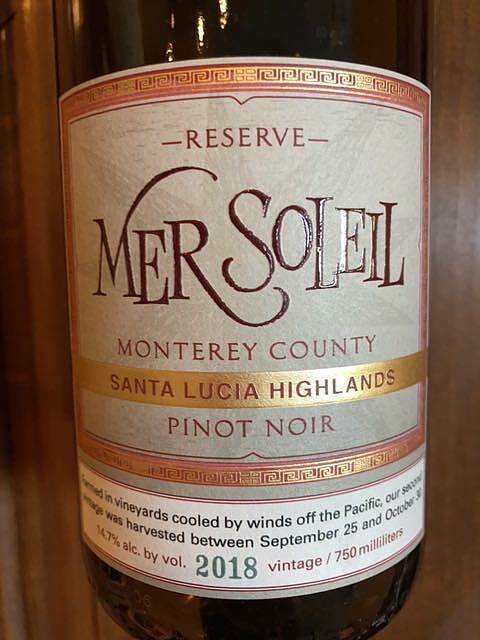 —RESERVE—
MER SOLEIL
MONTEREY COUNTY
SANTA LUCIA HIGHLANDS
PINOT NOIR
in vineyards cooled by winds off the Pacific, our second
was harvested between September 25 and October
14.7% alc. by vol. 2018 vintage / 750 milliliters